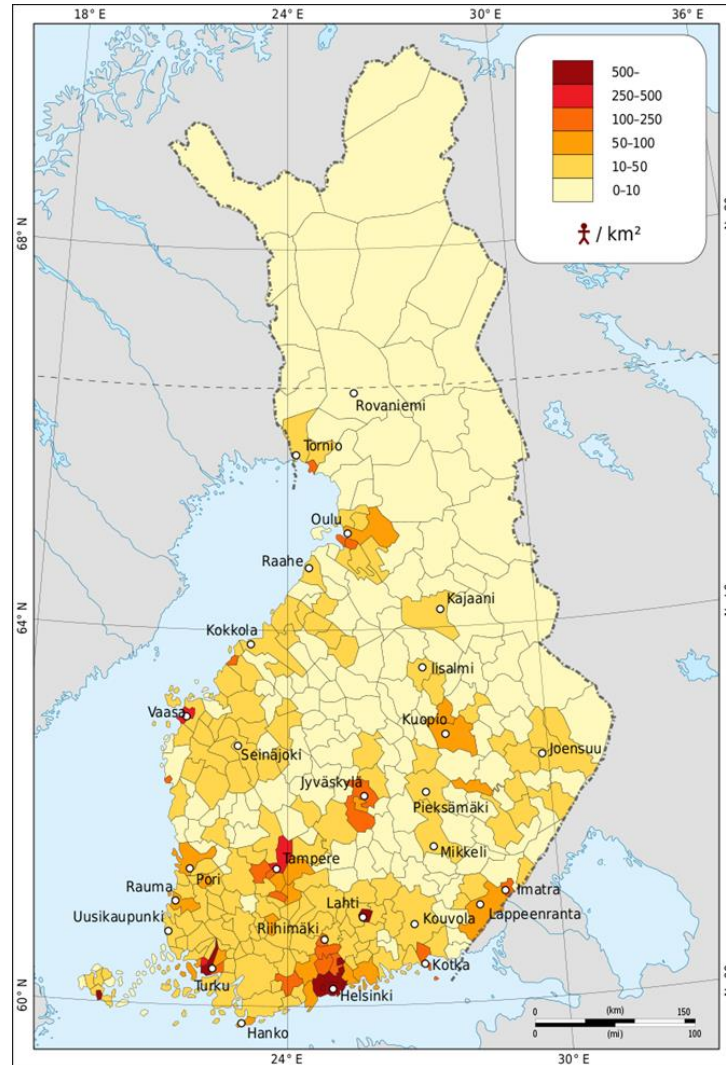 18° E
24° E
30° E
36° E
500–
250–500
100–250
50–100
10–50
0–10
/ km²
68° N
Rovaniemi
Tornio
Oulu
Raahe
Kajaani
64° N
Kokkola
Iisalmi
Vaasa
Kuopio
Seinäjoki
Joensuu
Jyväskylä
Pieksämäki
Mikkeli
Tampere
Pori
Imatra
Rauma
Lahti
Lappeenranta
Uusikaupunki
Riihimäki
Kouvola
Kotka
Turku
Helsinki
60° N
Hanko
0 (km) 150
0 (mi) 100
24° E
30° E